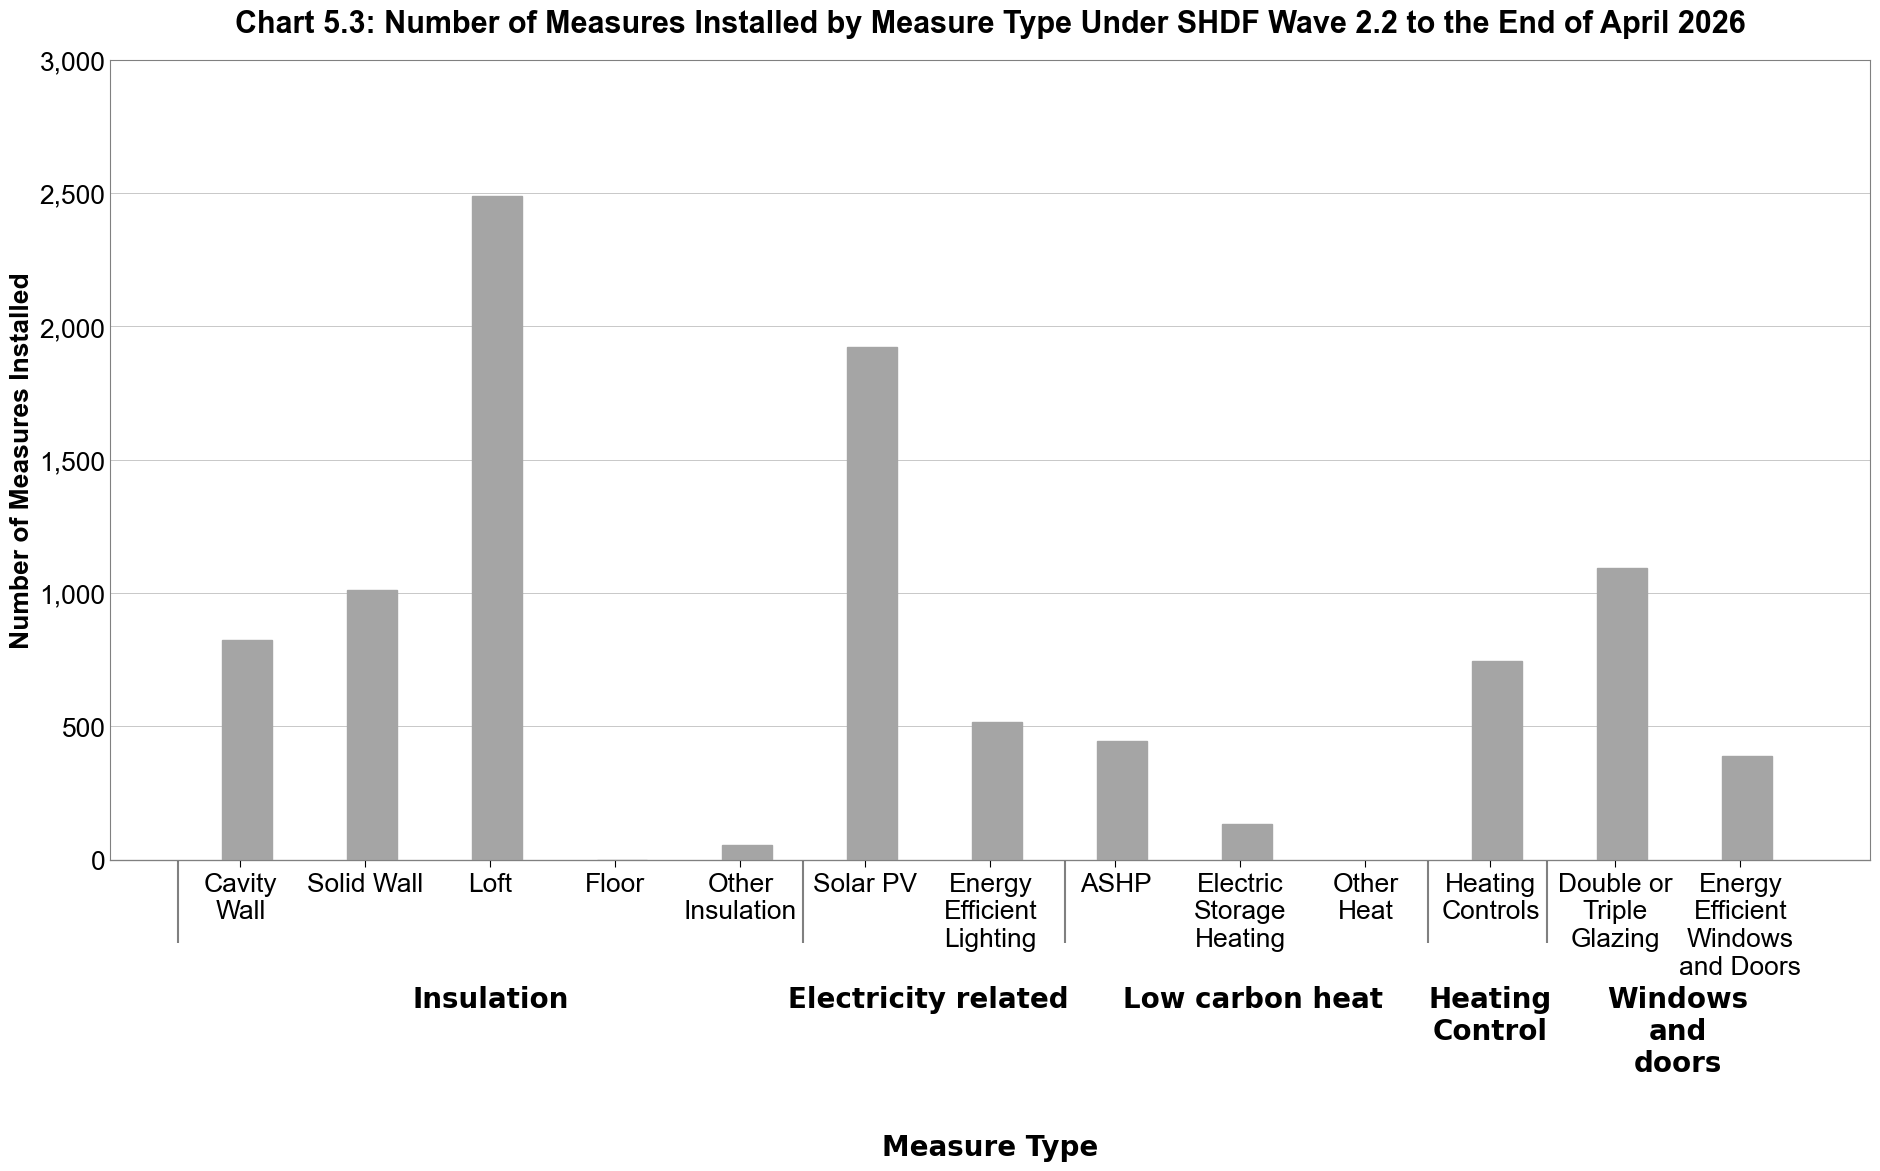 Chart 5.3: Number of Measures Installed by Measure Type Under SHDF Wave 2.2 to the End of April 2026
Number of Measures Installed
3,000
2,500
2,000
1,500
1,000
500
0
Cavity
Wall
Solid Wall
Loft
Floor
Other
Insulation
Solar PV
Energy
Efficient
Lighting
ASHP
Electric
Storage
Heating
Other
Heat
Heating
Controls
Double or
Triple
Glazing
Energy
Efficient
Windows
and Doors
Insulation
Electricity related
Low carbon heat
Heating
Control
Windows
and
doors
Measure Type